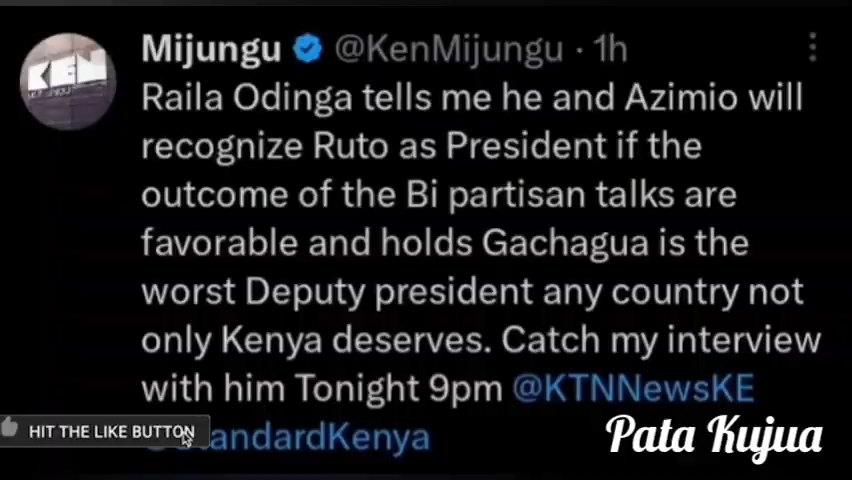 Mijungu @KenMijungu · 1h
Raila Odinga tells me he and Azimio will
recognize Ruto as President if the
outcome of the Bi partisan talks are
favorable and holds Gachagua is the
worst Deputy president any country not
only Kenya deserves. Catch my interview
with him Tonight 9pm @KTNNewsKE
@StandardKenya
HIT THE LIKE BUTTON
Pata Kujua
KEN